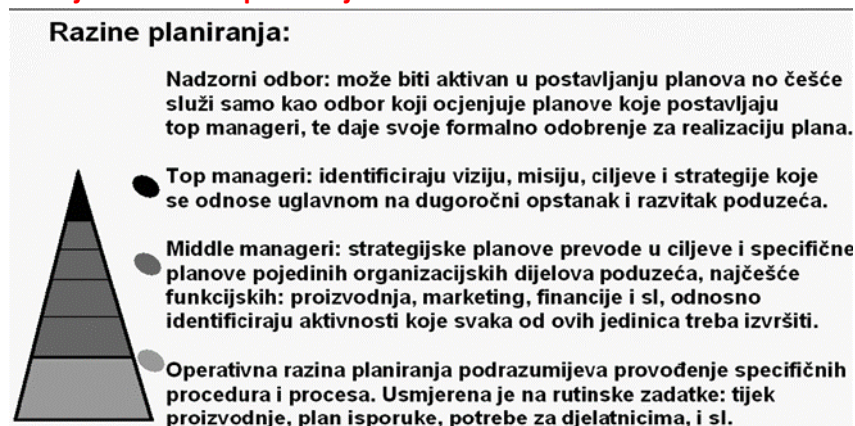 Razine planiranja:
Nadzorni odbor: može biti aktivan u postavljanju planova no češće
služi samo kao odbor koji ocjenjuje planove koje postavljaju
top manageri, te daje svoje formalno odobrenje za realizaciju plana.
Top manageri: identificiraju viziju, misiju, ciljeve i strategije koje
se odnose uglavnom na dugoročni opstanak i razvitak poduzeća.
Middle manageri: strategijske planove prevode u ciljeve i specifične
planove pojedinih organizacijskih dijelova poduzeća, najčešće
funkcijskih: proizvodnja, marketing, financije i sl, odnosno
identificiraju aktivnosti koje svaka od ovih jedinica treba izvršiti.
Operativna razina planiranja podrazumijeva provođenje specifičnih
procedura i procesa. Usmjerena je na rutinske zadatke: tijek
proizvodnje, plan isporuke, potrebe za djelatnicima, i sl.